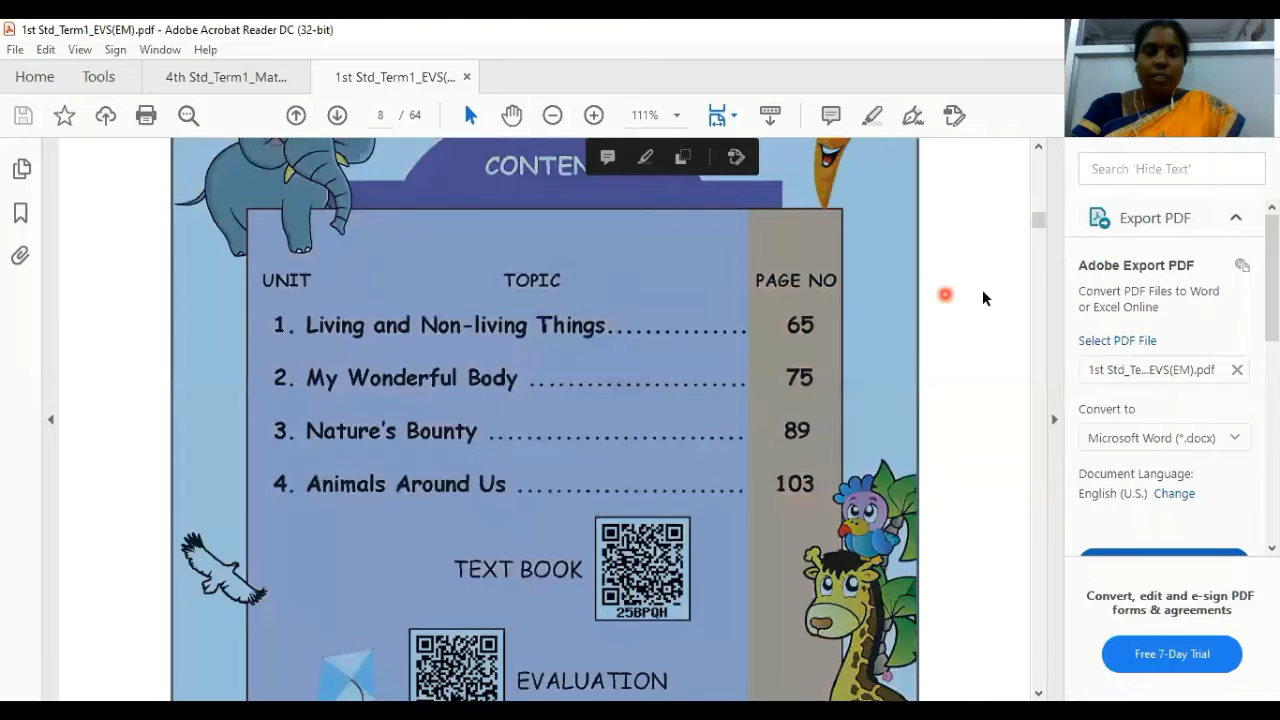 1st Std_Term1_EVS(EM).pdf - Adobe Acrobat Reader DC (32-bit)
File Edit View Sign Window Help
Home Tools 4th Std_Term1_Mat... 1st Std_Term1_EVS(... ×
8 / 64 111%
Search 'Hide Text'
Export PDF
Adobe Export PDF
Convert PDF Files to Word
or Excel Online
Select PDF File
1st Std_Te...EVS(EM).pdf
Convert to
Microsoft Word (*.docx)
Document Language:
English (U.S.) Change
Convert, edit and e-sign PDF
forms & agreements
Free 7-Day Trial
CONTEN
UNIT TOPIC PAGE NO
1. Living and Non-living Things.............. 65
2. My Wonderful Body ....................... 75
3. Nature's Bounty ........................... 89
4. Animals Around Us ........................ 103
TEXT BOOK
25BPQH
EVALUATION